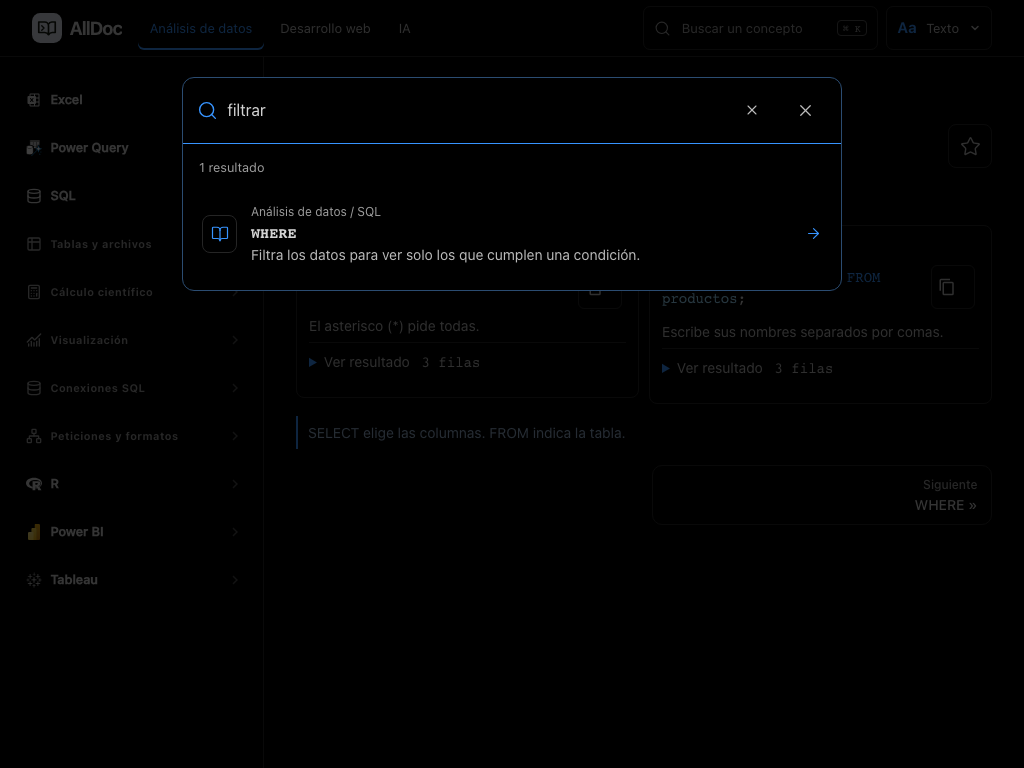 AllDoc
Análisis de datos
Desarrollo web
IA
Buscar un concepto
⌘ K
Aa Texto
filtrar
1 resultado
Análisis de datos / SQL
WHERE
Filtra los datos para ver solo los que cumplen una condición.
Excel
Power Query
SQL
Tablas y archivos
Cálculo científico
Visualización
Conexiones SQL
Peticiones y formatos
R
Power BI
Tableau
El asterisco (*) pide todas.
Ver resultado 3 filas
FROM
productos;
Escribe sus nombres separados por comas.
Ver resultado 3 filas
SELECT elige las columnas. FROM indica la tabla.
Siguiente
WHERE »